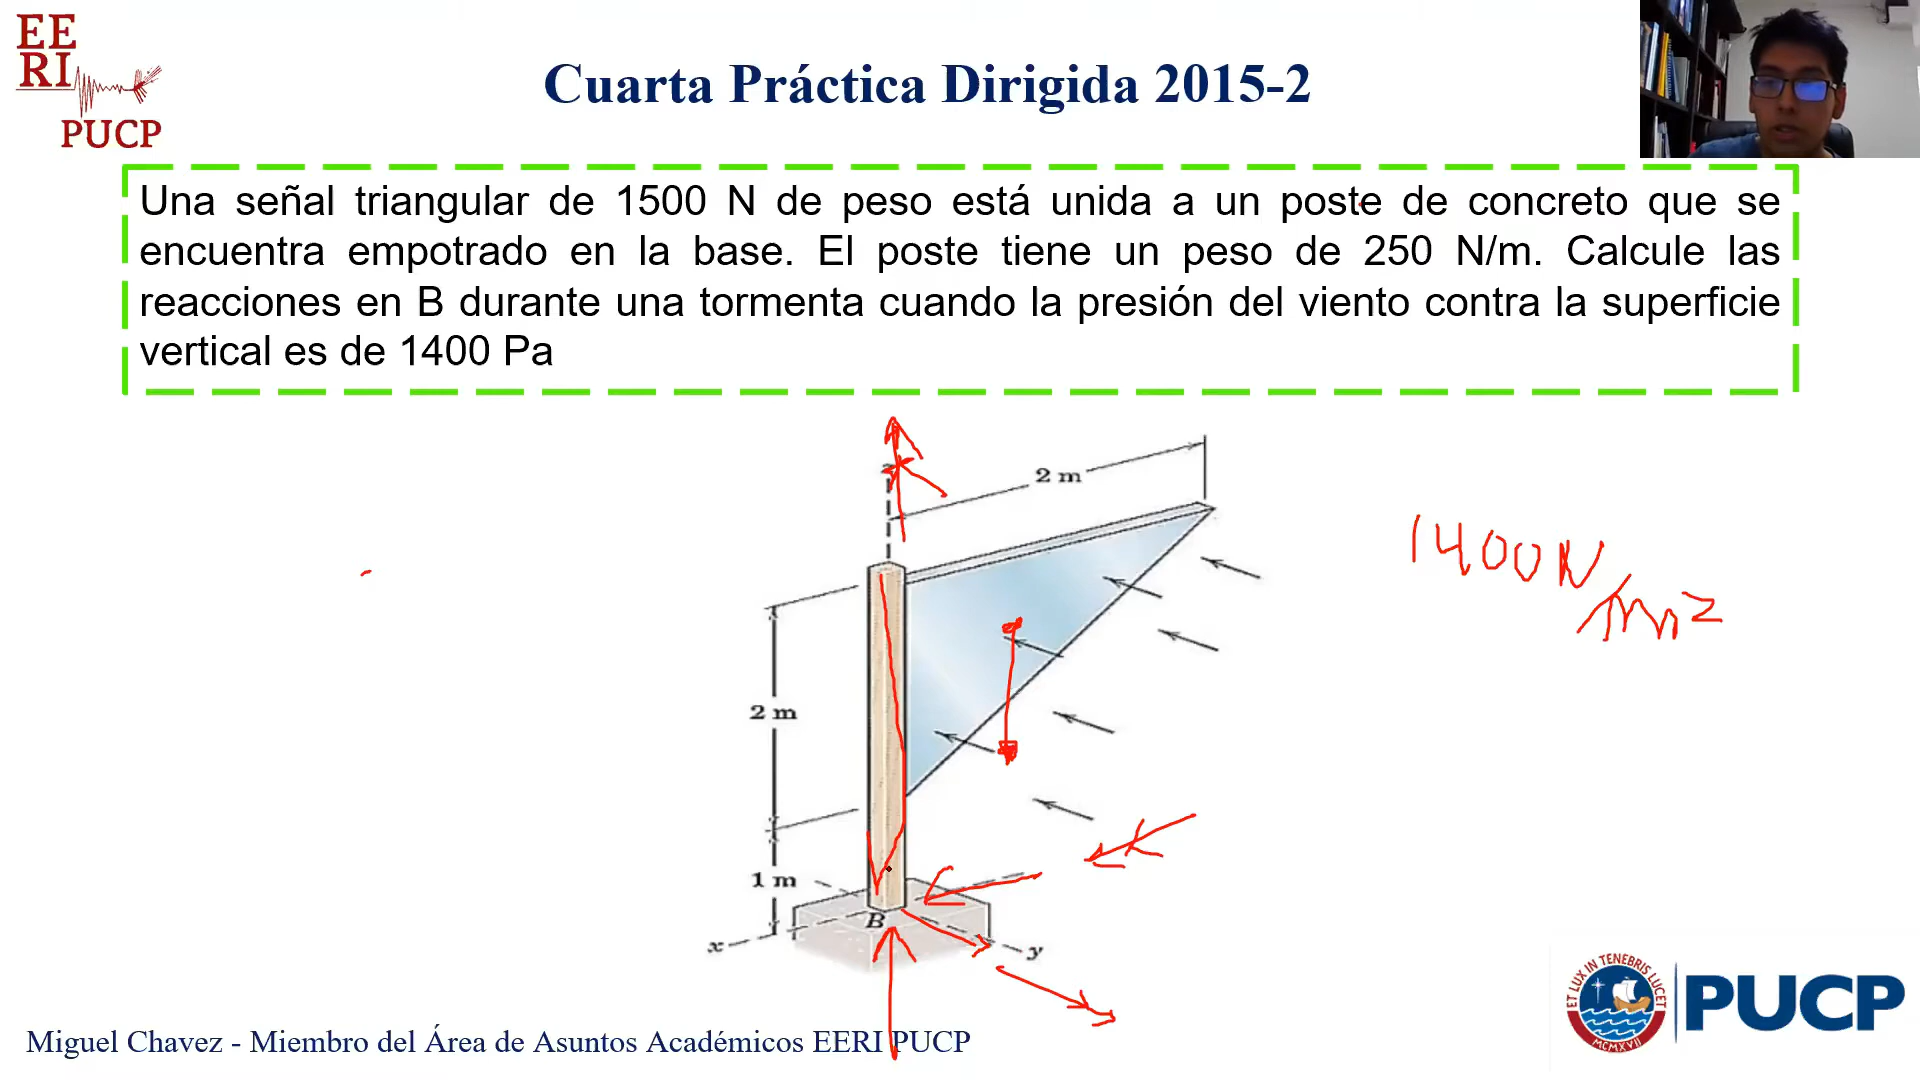 EE
RI
PUCP
Cuarta Práctica Dirigida 2015-2
Una señal triangular de 1500 N de peso está unida a un poste de concreto que se
encuentra empotrado en la base. El poste tiene un peso de 250 N/m. Calcule las
reacciones en B durante una tormenta cuando la presión del viento contra la superficie
vertical es de 1400 Pa
2 m
1400 N/m²
2 m
1 m
B
x
y
ET LUX IN TENEBRIS LUCET
MCMXVII
PUCP
Miguel Chavez - Miembro del Área de Asuntos Académicos EERI PUCP